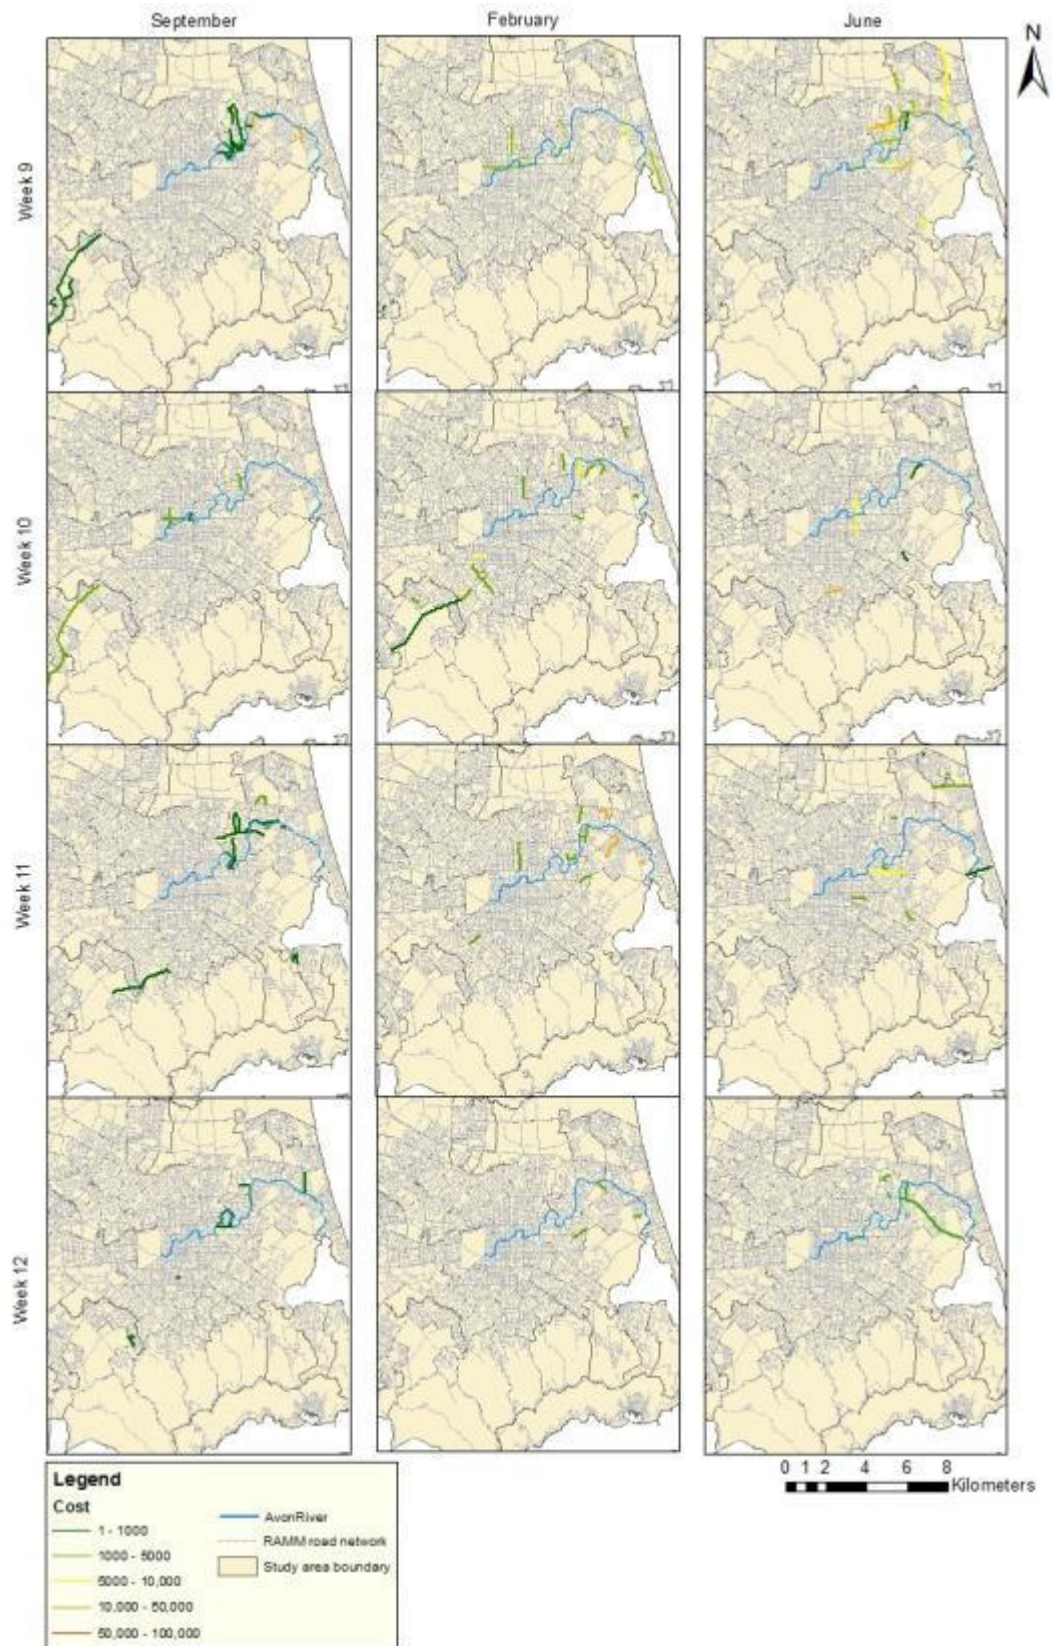 September February June
N
Week 9
Week 10
Week 11
Week 12
0 1 2 4 6 8
Kilometers
Legend
Cost
1 - 1000
1000 - 5000
5000 - 10,000
10,000 - 50,000
50,000 - 100,000
AvonRiver
RAMM road network
Study area boundary